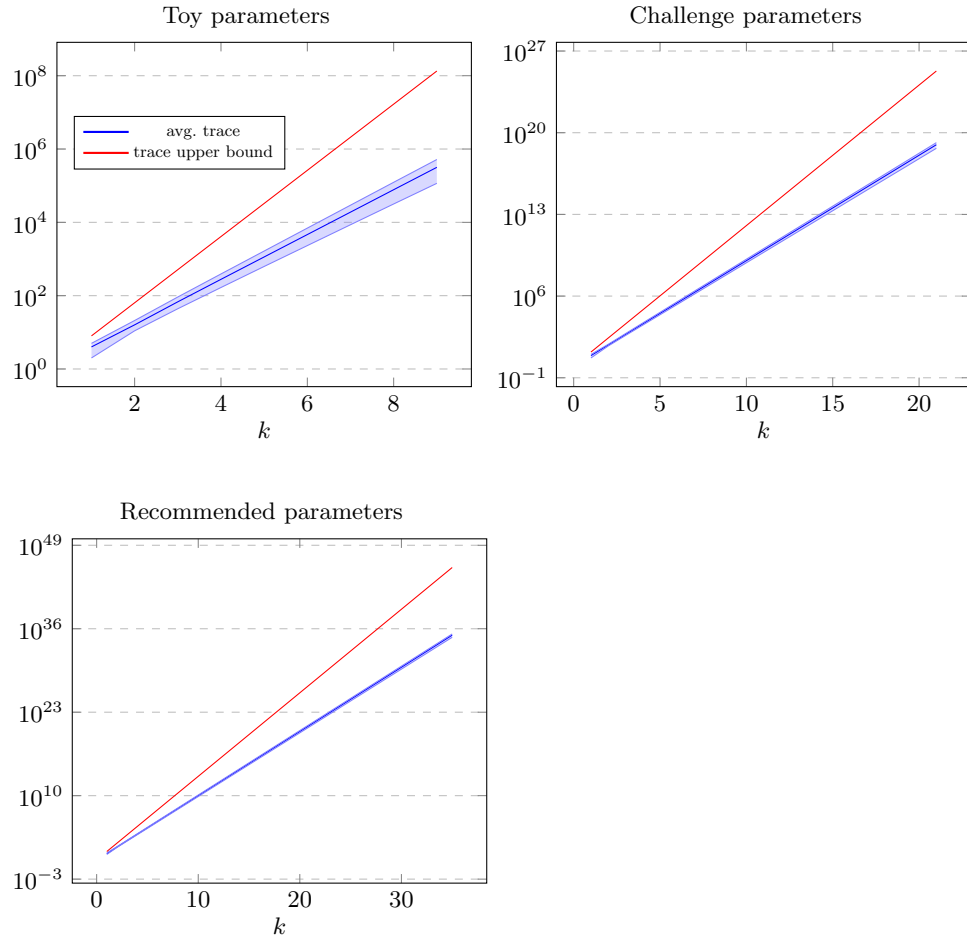 Toy parameters
10^8
10^6
10^4
10^2
10^0
avg. trace
trace upper bound
2 4 6 8
k
Challenge parameters
10^27
10^20
10^13
10^6
10^−1
0 5 10 15 20
k
Recommended parameters
10^49
10^36
10^23
10^10
10^−3
0 10 20 30
k